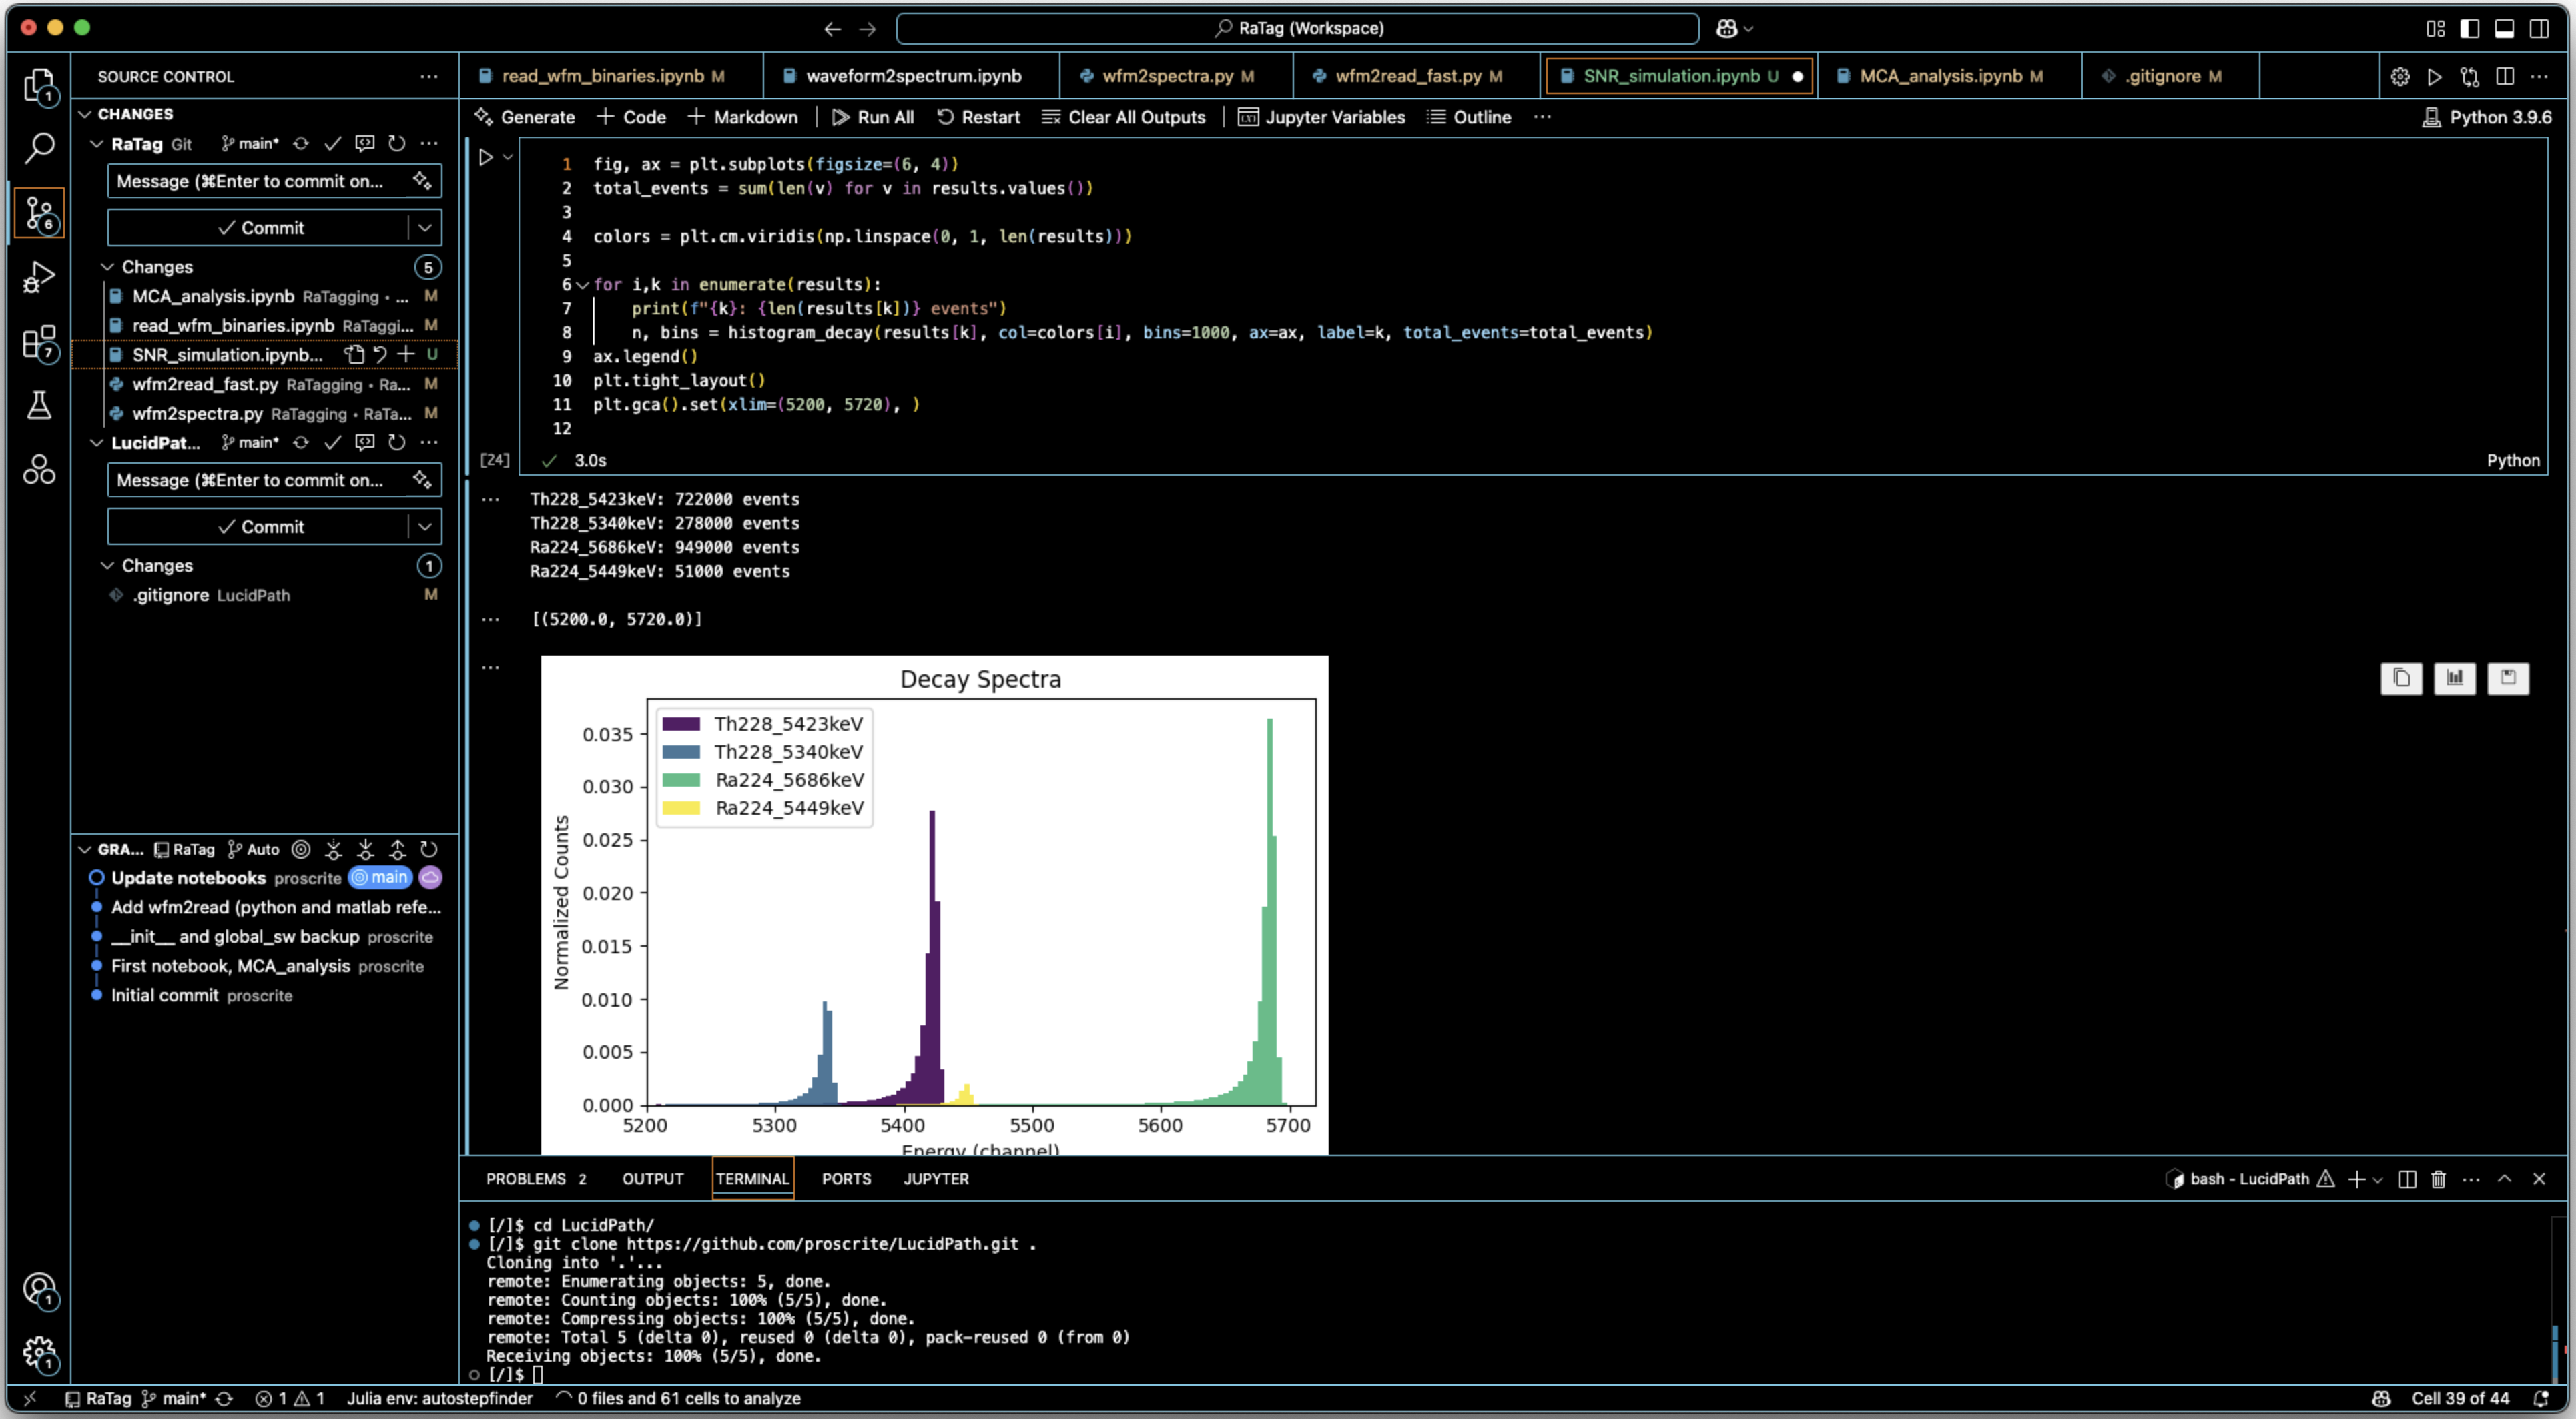 RaTag (Workspace)
SOURCE CONTROL
CHANGES
RaTag Git main*
Message (⌘Enter to commit on...
Commit
Changes 5
MCA_analysis.ipynb RaTagging • ... M
read_wfm_binaries.ipynb RaTaggi... M
SNR_simulation.ipynb... U
wfm2read_fast.py RaTagging • Ra... M
wfm2spectra.py RaTagging • RaTa... M
LucidPat... main*
Message (⌘Enter to commit on...
Commit
Changes 1
.gitignore LucidPath M
GRA... RaTag Auto
Update notebooks proscrite main
Add wfm2read (python and matlab refe...
__init__ and global_sw backup proscrite
First notebook, MCA_analysis proscrite
Initial commit proscrite
1
6
7
1
1
read_wfm_binaries.ipynb M
waveform2spectrum.ipynb
wfm2spectra.py M
wfm2read_fast.py M
SNR_simulation.ipynb U
MCA_analysis.ipynb M
.gitignore M
Generate + Code + Markdown Run All Restart Clear All Outputs Jupyter Variables Outline ... Python 3.9.6
1 fig, ax = plt.subplots(figsize=(6, 4))
2 total_events = sum(len(v) for v in results.values())
3
4 colors = plt.cm.viridis(np.linspace(0, 1, len(results)))
5
6 for i,k in enumerate(results):
7 print(f"{k}: {len(results[k])} events")
8 n, bins = histogram_decay(results[k], col=colors[i], bins=1000, ax=ax, label=k, total_events=total_events)
9 ax.legend()
10 plt.tight_layout()
11 plt.gca().set(xlim=(5200, 5720), )
12
[24] 3.0s Python
Th228_5423keV: 722000 events
Th228_5340keV: 278000 events
Ra224_5686keV: 949000 events
Ra224_5449keV: 51000 events
[(5200.0, 5720.0)]
Decay Spectra
Th228_5423keV
Th228_5340keV
Ra224_5686keV
Ra224_5449keV
Normalized Counts
0.035
0.030
0.025
0.020
0.015
0.010
0.005
0.000
5200 5300 5400 5500 5600 5700
Energy (channel)
PROBLEMS 2 OUTPUT TERMINAL PORTS JUPYTER bash - LucidPath
[/]$ cd LucidPath/
[/]$ git clone https://github.com/proscrite/LucidPath.git .
Cloning into '.'...
remote: Enumerating objects: 5, done.
remote: Counting objects: 100% (5/5), done.
remote: Compressing objects: 100% (5/5), done.
remote: Total 5 (delta 0), reused 0 (delta 0), pack-reused 0 (from 0)
Receiving objects: 100% (5/5), done.
[/]$
RaTag main* 1 1 Julia env: autostepfinder 0 files and 61 cells to analyze Cell 39 of 44